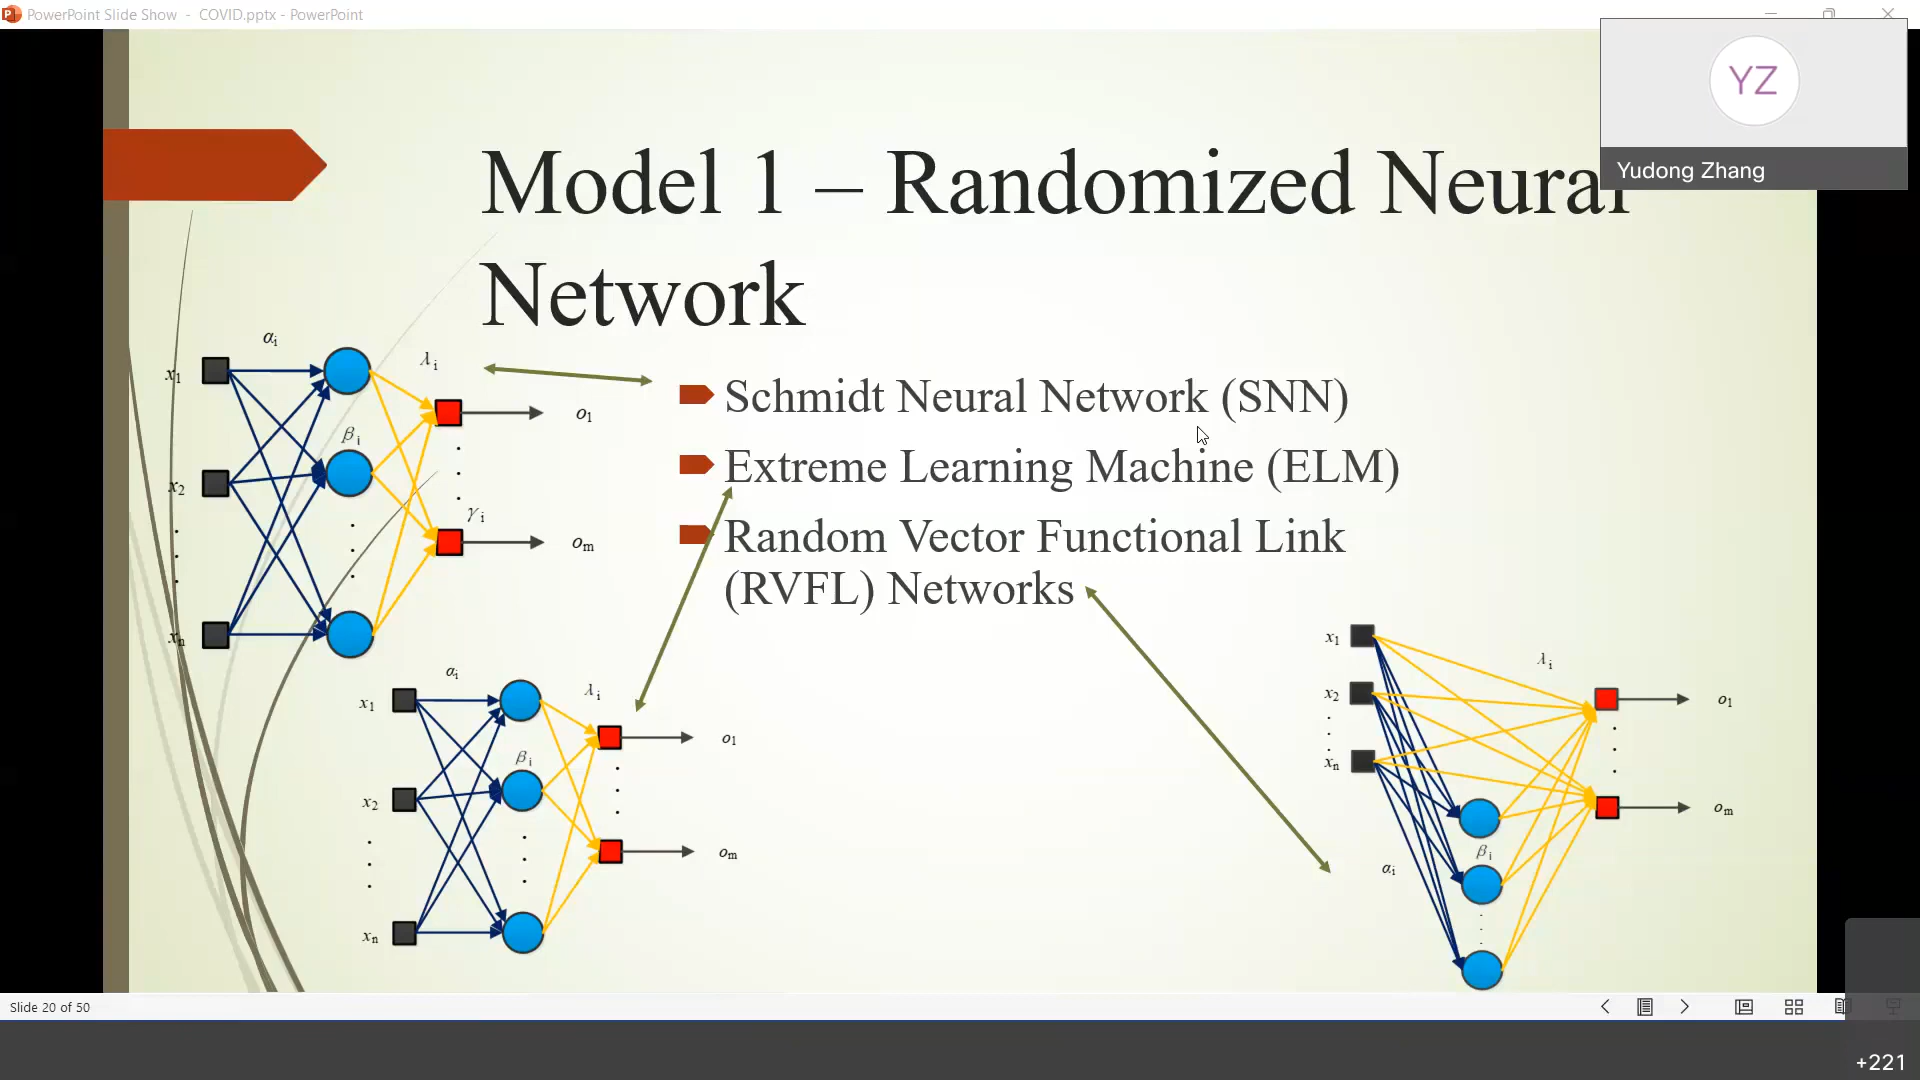 PowerPoint Slide Show - COVID.pptx - PowerPoint
YZ
Yudong Zhang
Model 1 – Randomized Neural
Network
Schmidt Neural Network (SNN)
Extreme Learning Machine (ELM)
Random Vector Functional Link
(RVFL) Networks
αi
λi
x1
o1
βi
x2
γi
om
xn
αi
λi
x1
o1
βi
x2
om
xn
x1
λi
x2
o1
xn
om
βi
αi
Slide 20 of 50
+221